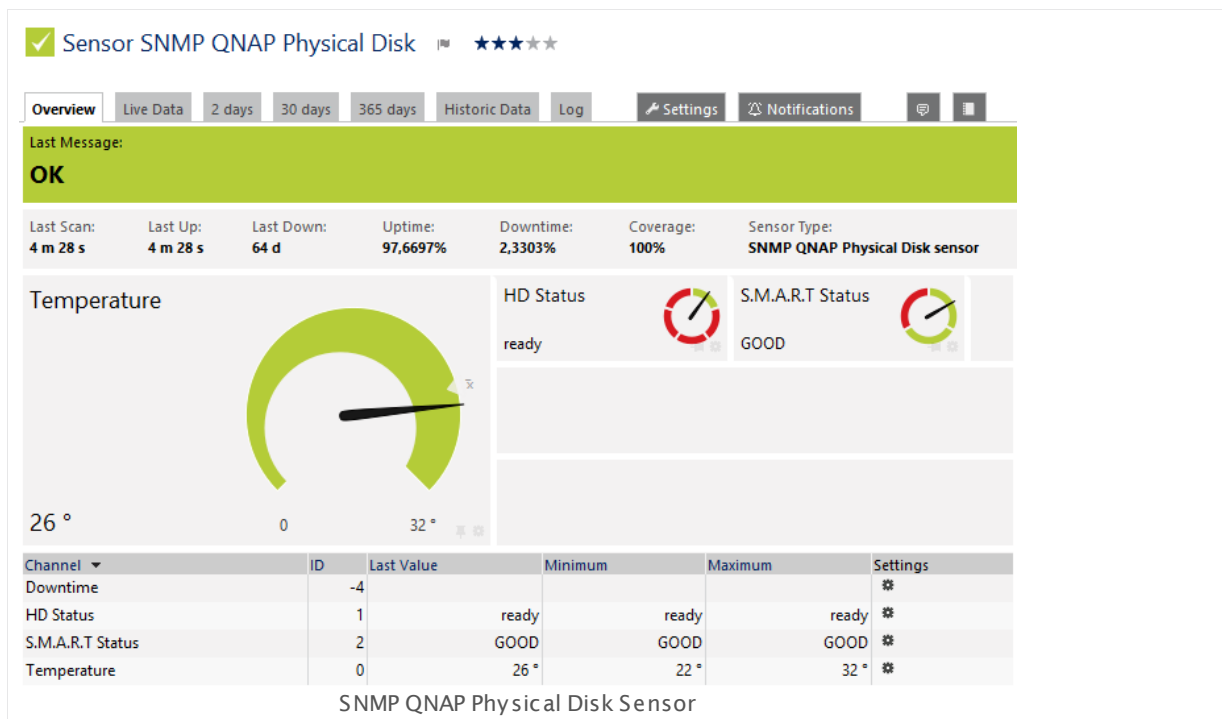 Sensor SNMP QNAP Physical Disk
Overview Live Data 2 days 30 days 365 days Historic Data Log Settings Notifications
Last Message:
OK
Last Scan: Last Up: Last Down: Uptime: Downtime: Coverage: Sensor Type:
4 m 28 s 4 m 28 s 64 d 97,6697% 2,3303% 100% SNMP QNAP Physical Disk sensor
Temperature
26 °
0 32 °
x̄
HD Status
ready
S.M.A.R.T Status
GOOD
Channel ID Last Value Minimum Maximum Settings
Downtime -4
HD Status 1 ready ready ready
S.M.A.R.T Status 2 GOOD GOOD GOOD
Temperature 0 26 ° 22 ° 32 °
SNMP QNAP Physical Disk Sensor